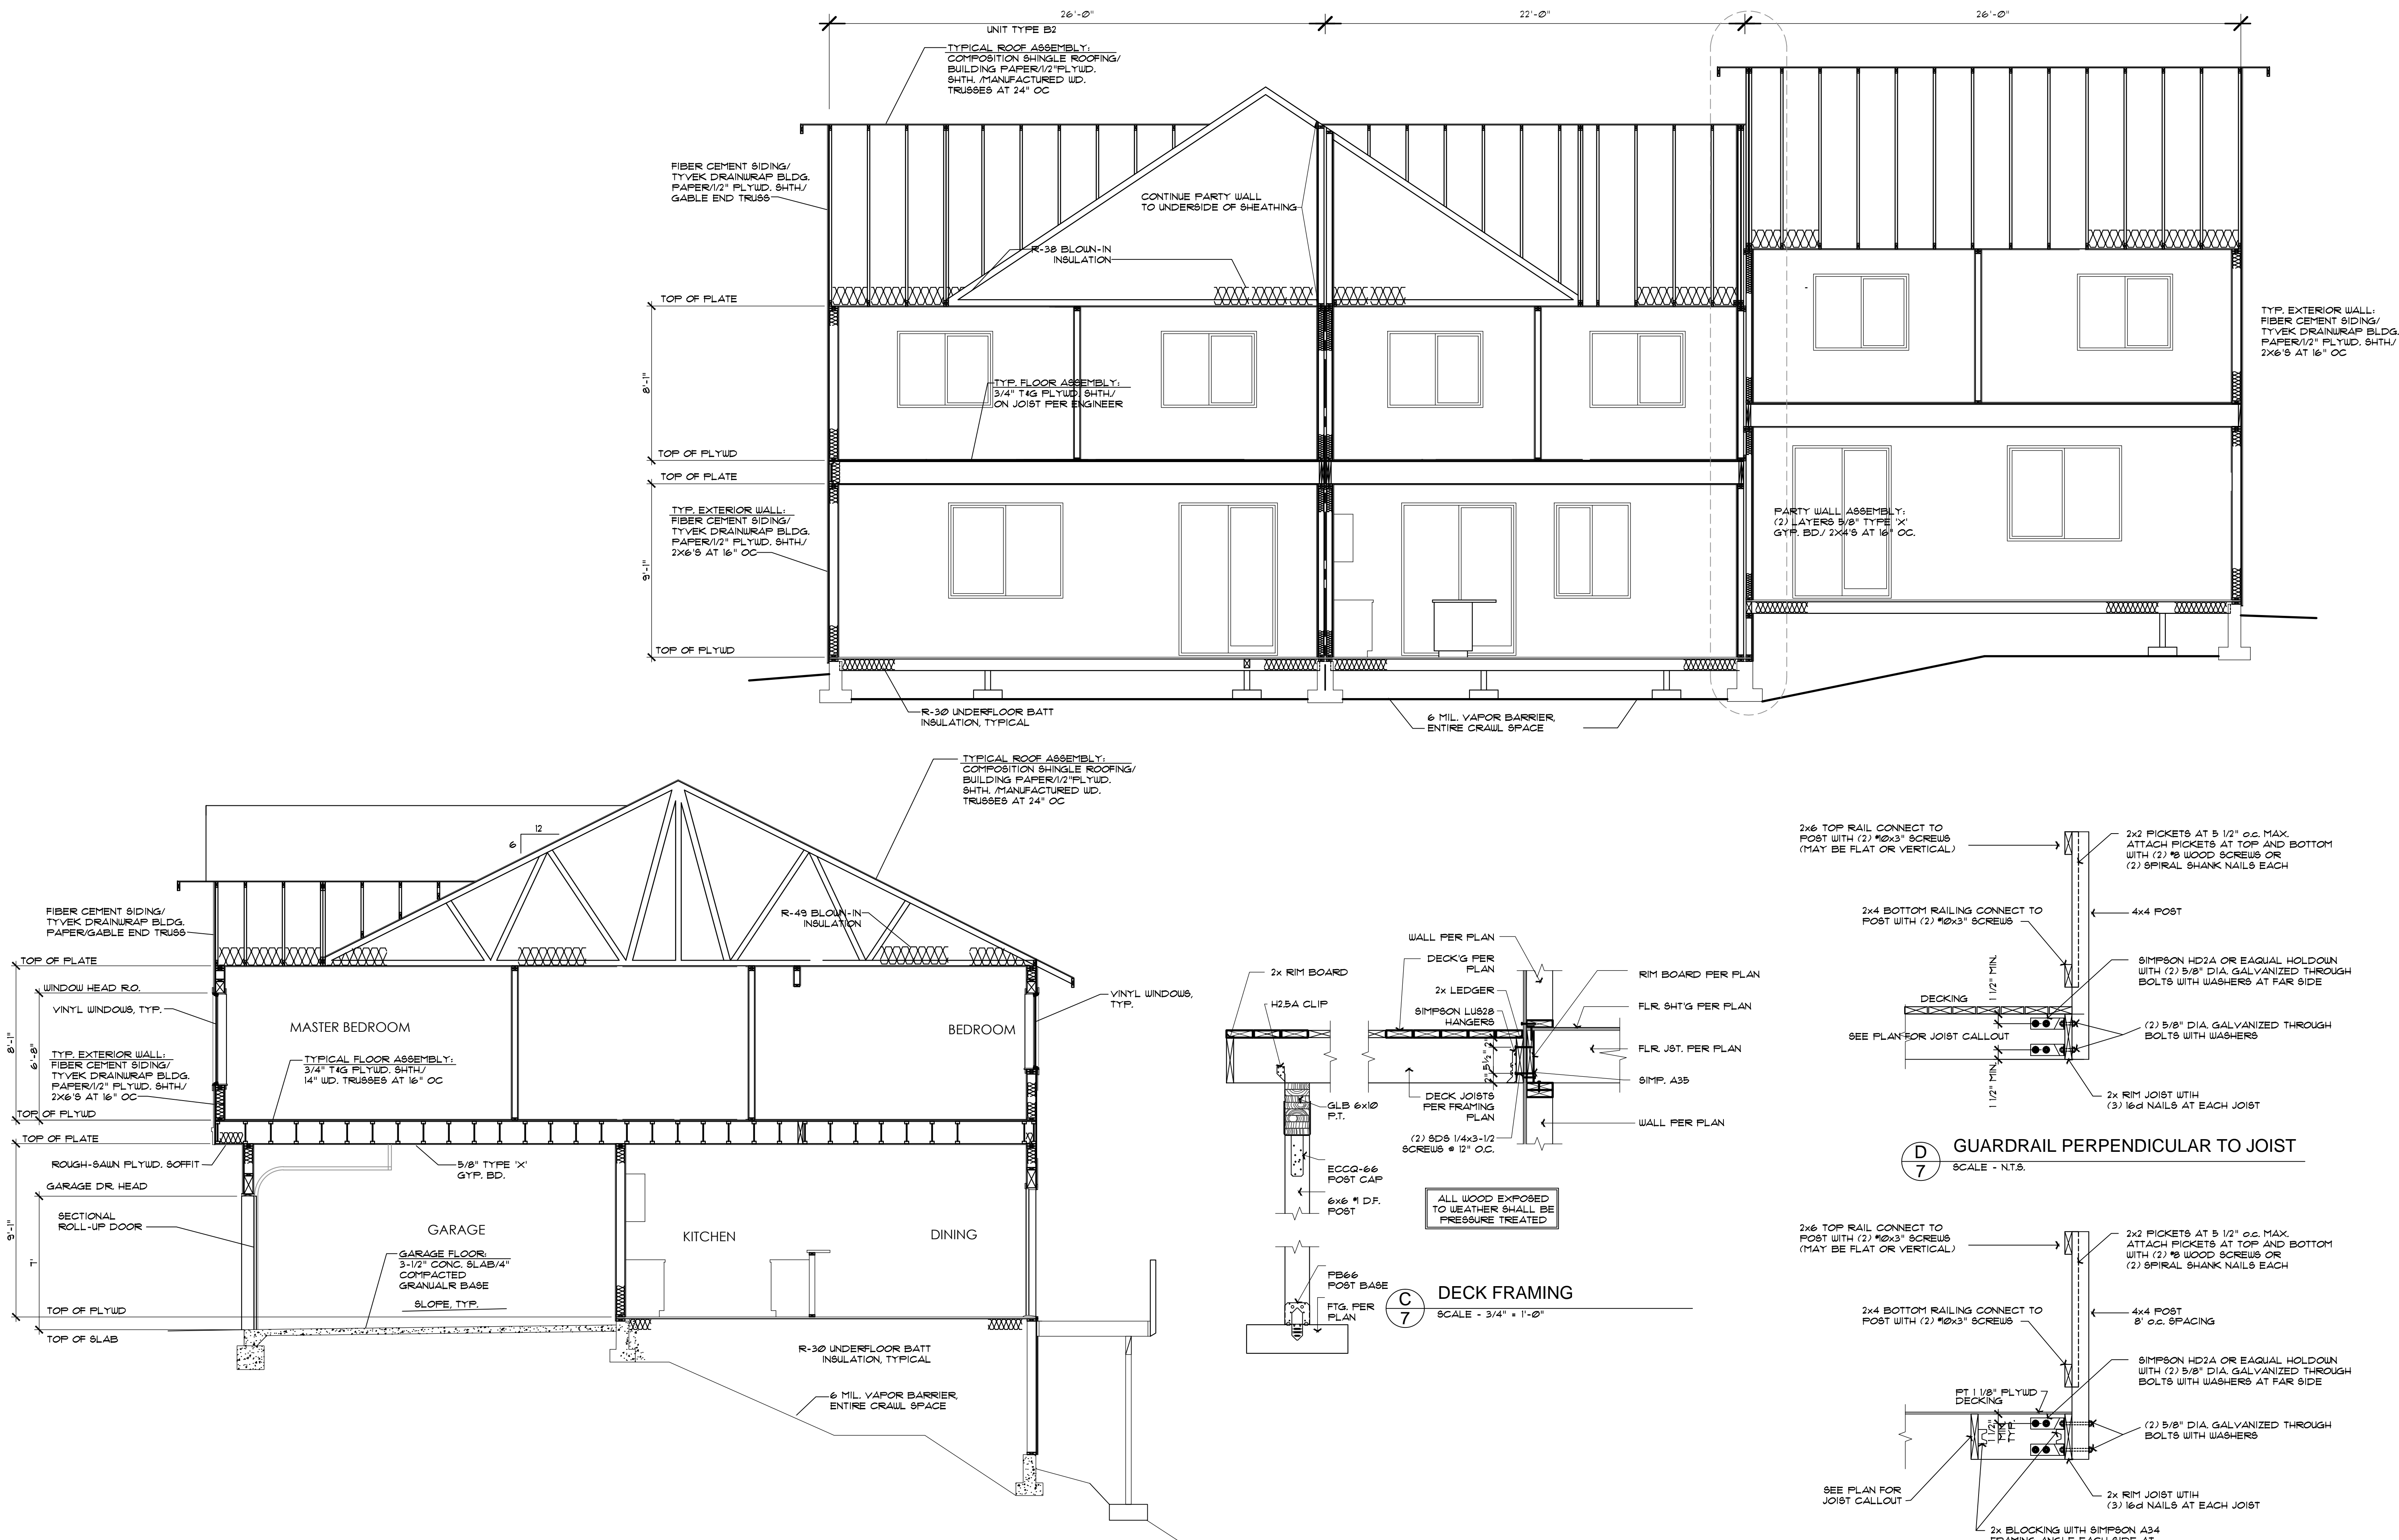 26'-0"
22'-0"
26'-0"
UNIT TYPE B2
TYPICAL ROOF ASSEMBLY:
COMPOSITION SHINGLE ROOFING/
BUILDING PAPER/1/2"PLYWD.
SHTH. /MANUFACTURED WD.
TRUSSES AT 24" OC
FIBER CEMENT SIDING/
TYVEK DRAINWRAP BLDG.
PAPER/1/2" PLYWD. SHTH./
GABLE END TRUSS
CONTINUE PARTY WALL
TO UNDERSIDE OF SHEATHING
R-38 BLOWN-IN
INSULATION
TOP OF PLATE
8'-1"
TYP. FLOOR ASSEMBLY:
3/4" T&G PLYWD. SHTH./
ON JOIST PER ENGINEER
TOP OF PLYWD
TOP OF PLATE
TYP. EXTERIOR WALL:
FIBER CEMENT SIDING/
TYVEK DRAINWRAP BLDG.
PAPER/1/2" PLYWD. SHTH./
2X6'S AT 16" OC
9'-1"
TOP OF PLYWD
TYP. EXTERIOR WALL:
FIBER CEMENT SIDING/
TYVEK DRAINWRAP BLDG.
PAPER/1/2" PLYWD. SHTH./
2X6'S AT 16" OC
PARTY WALL ASSEMBLY:
(2) LAYERS 5/8" TYPE 'X'
GYP. BD./ 2X4'S AT 16" OC.
R-30 UNDERFLOOR BATT
INSULATION, TYPICAL
6 MIL. VAPOR BARRIER,
ENTIRE CRAWL SPACE
TYPICAL ROOF ASSEMBLY:
COMPOSITION SHINGLE ROOFING/
BUILDING PAPER/1/2"PLYWD.
SHTH. /MANUFACTURED WD.
TRUSSES AT 24" OC
12
6
FIBER CEMENT SIDING/
TYVEK DRAINWRAP BLDG.
PAPER/GABLE END TRUSS
R-49 BLOWN-IN
INSULATION
TOP OF PLATE
WINDOW HEAD R.O.
VINYL WINDOWS, TYP.
VINYL WINDOWS,
TYP.
MASTER BEDROOM
BEDROOM
8'-1"
6'-8"
TYP. EXTERIOR WALL:
FIBER CEMENT SIDING/
TYVEK DRAINWRAP BLDG.
PAPER/1/2" PLYWD. SHTH./
2X6'S AT 16" OC
TYPICAL FLOOR ASSEMBLY:
3/4" T&G PLYWD. SHTH./
14" WD. TRUSSES AT 16" OC
TOP OF PLYWD
TOP OF PLATE
ROUGH-SAWN PLYWD. SOFFIT
5/8" TYPE 'X'
GYP. BD.
GARAGE DR. HEAD
SECTIONAL
ROLL-UP DOOR
9'-1"
7'
GARAGE
KITCHEN
DINING
GARAGE FLOOR:
3-1/2" CONC. SLAB/4"
COMPACTED
GRANUALR BASE
SLOPE, TYP.
TOP OF PLYWD
TOP OF SLAB
R-30 UNDERFLOOR BATT
INSULATION, TYPICAL
6 MIL. VAPOR BARRIER,
ENTIRE CRAWL SPACE
WALL PER PLAN
DECK'G PER
PLAN
2x RIM BOARD
H2.5A CLIP
2x LEDGER
SIMPSON LUS28
HANGERS
RIM BOARD PER PLAN
FLR. SHT'G PER PLAN
2" 5 1/2" 2"
FLR. JST. PER PLAN
SIMP. A35
GLB 6x10
P.T.
DECK JOISTS
PER FRAMING
PLAN
WALL PER PLAN
(2) SDS 1/4x3-1/2
SCREWS @ 12" O.C.
ECCQ-66
POST CAP
6x6 #1 D.F.
POST
ALL WOOD EXPOSED
TO WEATHER SHALL BE
PRESSURE TREATED
PB66
POST BASE
FTG. PER
PLAN
C
7
DECK FRAMING
SCALE - 3/4" = 1'-0"
2x6 TOP RAIL CONNECT TO
POST WITH (2) #10x3" SCREWS
(MAY BE FLAT OR VERTICAL)
2x2 PICKETS AT 5 1/2" o.c. MAX.
ATTACH PICKETS AT TOP AND BOTTOM
WITH (2) #8 WOOD SCREWS OR
(2) SPIRAL SHANK NAILS EACH
2x4 BOTTOM RAILING CONNECT TO
POST WITH (2) #10x3" SCREWS
4x4 POST
SIMPSON HD2A OR EAQUAL HOLDOWN
WITH (2) 5/8" DIA. GALVANIZED THROUGH
BOLTS WITH WASHERS AT FAR SIDE
1 1/2" MIN.
DECKING
SEE PLAN FOR JOIST CALLOUT
(2) 5/8" DIA. GALVANIZED THROUGH
BOLTS WITH WASHERS
1 1/2" MIN.
2x RIM JOIST WTIH
(3) 16d NAILS AT EACH JOIST
D
7
GUARDRAIL PERPENDICULAR TO JOIST
SCALE - N.T.S.
2x6 TOP RAIL CONNECT TO
POST WITH (2) #10x3" SCREWS
(MAY BE FLAT OR VERTICAL)
2x2 PICKETS AT 5 1/2" o.c. MAX.
ATTACH PICKETS AT TOP AND BOTTOM
WITH (2) #8 WOOD SCREWS OR
(2) SPIRAL SHANK NAILS EACH
2x4 BOTTOM RAILING CONNECT TO
POST WITH (2) #10x3" SCREWS
4x4 POST
8' o.c. SPACING
SIMPSON HD2A OR EAQUAL HOLDOWN
WITH (2) 5/8" DIA. GALVANIZED THROUGH
BOLTS WITH WASHERS AT FAR SIDE
PT 1 1/8" PLYWD
DECKING
1 1/2"
MIN.
TYP.
(2) 5/8" DIA. GALVANIZED THROUGH
BOLTS WITH WASHERS
SEE PLAN FOR
JOIST CALLOUT
2x RIM JOIST WTIH
(3) 16d NAILS AT EACH JOIST
2x BLOCKING WITH SIMPSON A34
FRAMING ANGLE EACH SIDE AT